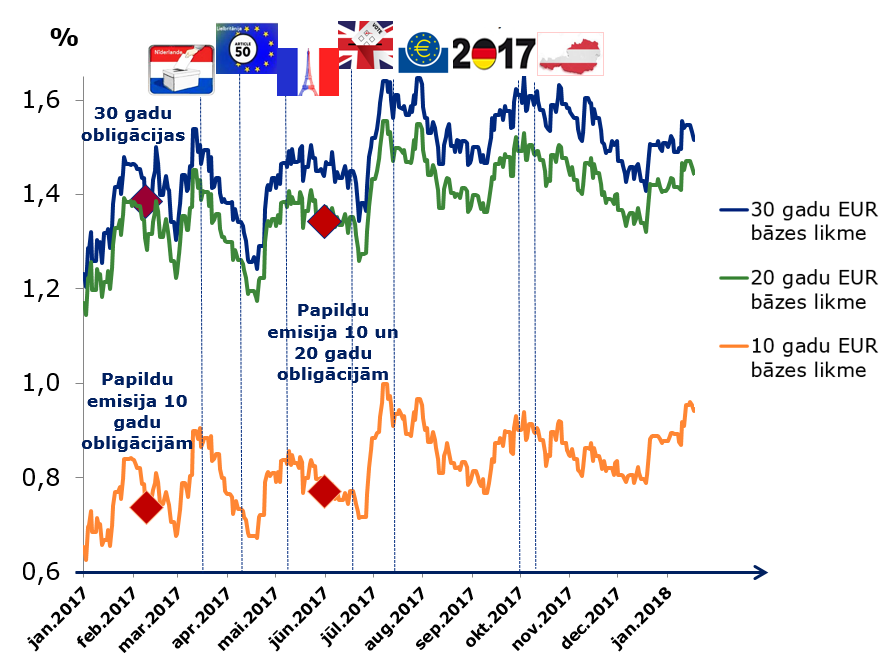 %
Nīderlande
Lielbritānija
ARTICLE
50
VOTE
2017
1,6
1,4
1,2
1,0
0,8
0,6
30 gadu
obligācijas
Papildu
emisija 10 un
20 gadu
obligācijām
Papildu
emisija 10
gadu
obligācijām
30 gadu EUR
bāzes likme
20 gadu EUR
bāzes likme
10 gadu EUR
bāzes likme
jan.2017
feb.2017
mar.2017
apr.2017
mai.2017
jūn.2017
jūl.2017
aug.2017
sep.2017
okt.2017
nov.2017
dec.2017
jan.2018